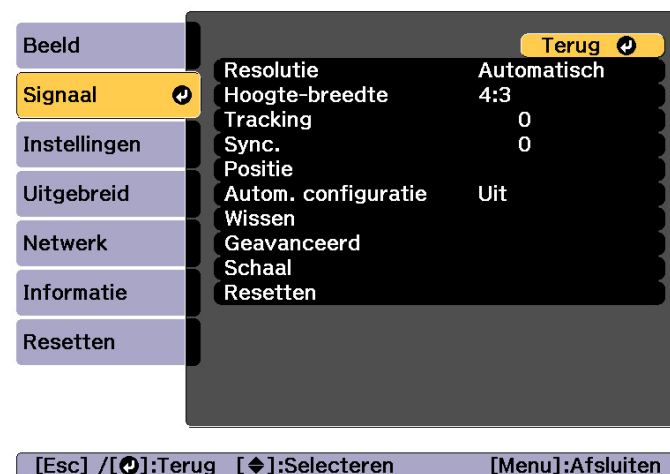 Beeld
Signaal
Instellingen
Uitgebreid
Netwerk
Informatie
Resetten
Terug
Resolutie Automatisch
Hoogte-breedte 4:3
Tracking 0
Sync. 0
Positie
Autom. configuratie Uit
Wissen
Geavanceerd
Schaal
Resetten
[Esc] /[⏎]:Terug [◆]:Selecteren [Menu]:Afsluiten